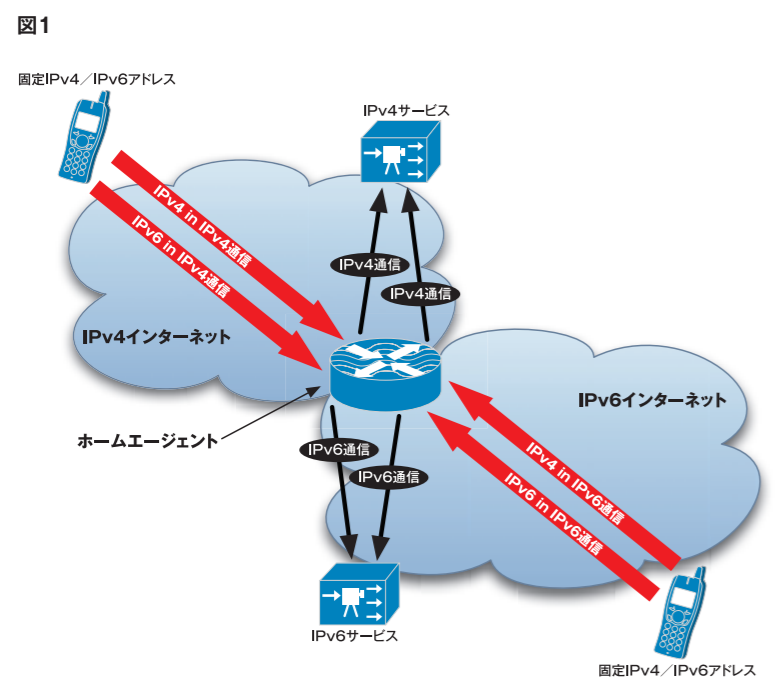 図1
固定IPv4／IPv6アドレス
IPv4サービス
IPv4 in IPv4通信
IPv6 in IPv4通信
IPv4通信
IPv4通信
IPv4インターネット
IPv6インターネット
ホームエージェント
IPv6通信
IPv6通信
IPv4 in IPv6通信
IPv6 in IPv6通信
IPv6サービス
固定IPv4／IPv6アドレス